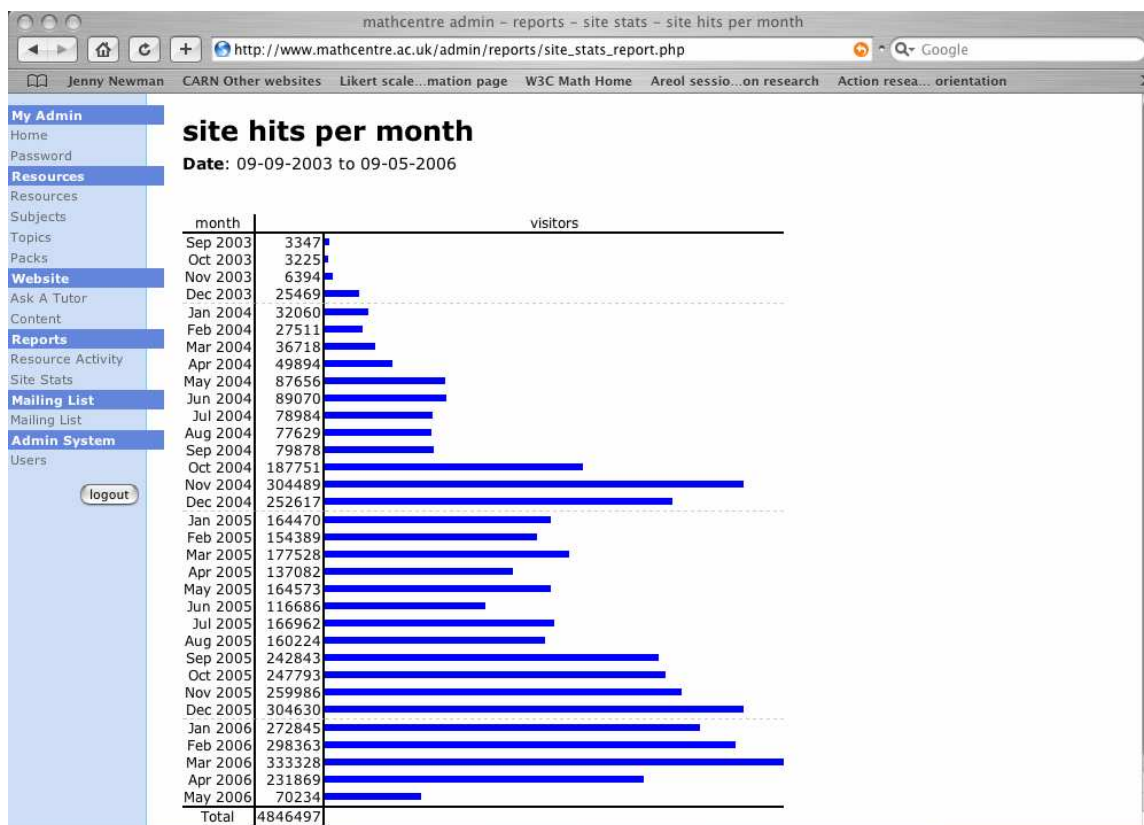 mathcentre admin – reports – site stats – site hits per month
http://www.mathcentre.ac.uk/admin/reports/site_stats_report.php
Google
Jenny Newman CARN Other websites Likert scale...mation page W3C Math Home Areol sessio...on research Action resea... orientation
My Admin
Home
Password
Resources
Resources
Subjects
Topics
Packs
Website
Ask A Tutor
Content
Reports
Resource Activity
Site Stats
Mailing List
Mailing List
Admin System
Users
logout
site hits per month
Date: 09-09-2003 to 09-05-2006
month visitors
Sep 2003 3347
Oct 2003 3225
Nov 2003 6394
Dec 2003 25469
Jan 2004 32060
Feb 2004 27511
Mar 2004 36718
Apr 2004 49894
May 2004 87656
Jun 2004 89070
Jul 2004 78984
Aug 2004 77629
Sep 2004 79878
Oct 2004 187751
Nov 2004 304489
Dec 2004 252617
Jan 2005 164470
Feb 2005 154389
Mar 2005 177528
Apr 2005 137082
May 2005 164573
Jun 2005 116686
Jul 2005 166962
Aug 2005 160224
Sep 2005 242843
Oct 2005 247793
Nov 2005 259986
Dec 2005 304630
Jan 2006 272845
Feb 2006 298363
Mar 2006 333328
Apr 2006 231869
May 2006 70234
Total 4846497